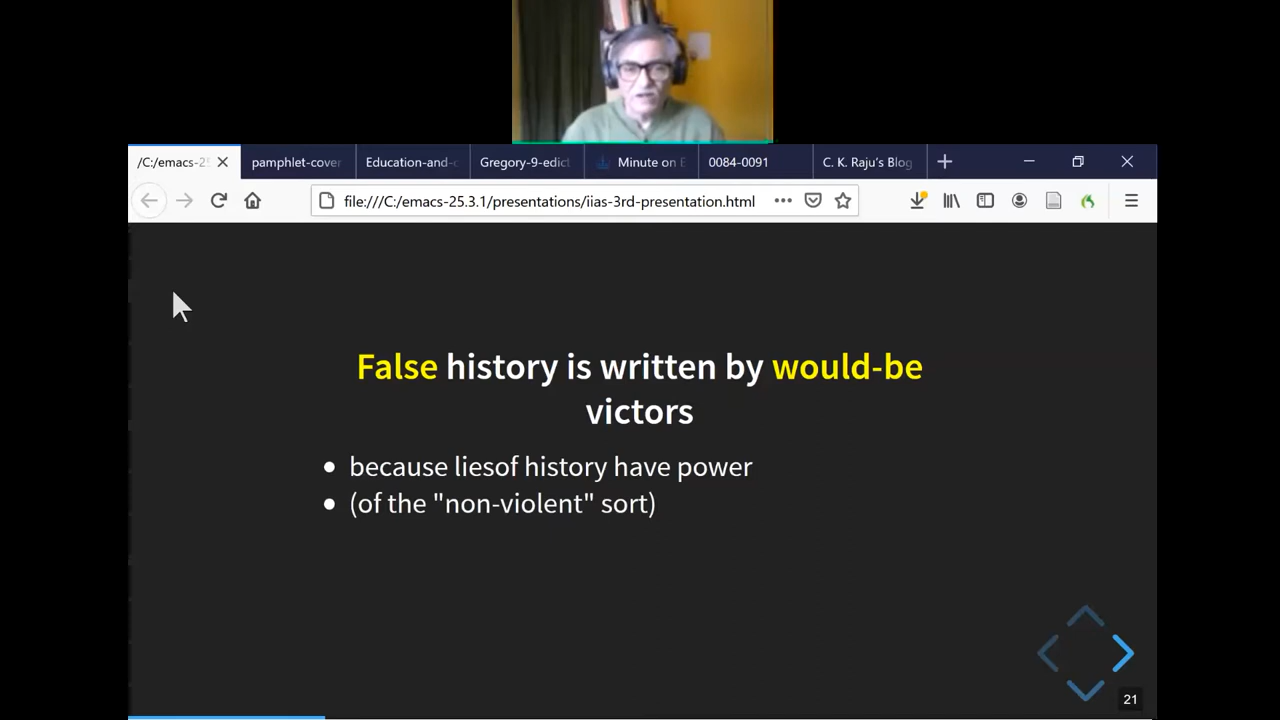 /C:/emacs-25
pamphlet-cover
Education-and-
Gregory-9-edict
Minute on E
0084-0091
C. K. Raju's Blog
file:///C:/emacs-25.3.1/presentations/iias-3rd-presentation.html
False history is written by would-be
victors
because liesof history have power
(of the "non-violent" sort)
21